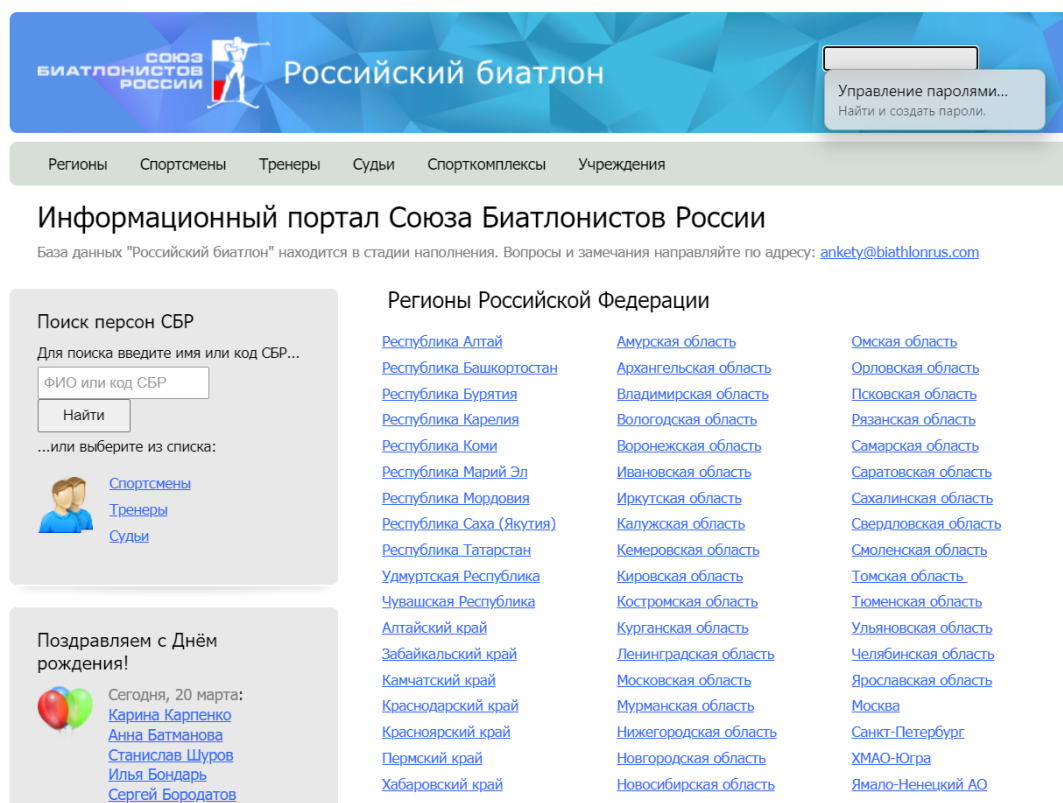 СОЮЗ
БИАТЛОНИСТОВ
РОССИИ
Российский биатлон
Управление паролями...
Найти и создать пароли.
Регионы Спортсмены Тренеры Судьи Спорткомплексы Учреждения
Информационный портал Союза Биатлонистов России
База данных "Российский биатлон" находится в стадии наполнения. Вопросы и замечания направляйте по адресу: ankety@biathlonrus.com
Поиск персон СБР
Для поиска введите имя или код СБР...
ФИО или код СБР
Найти
...или выберите из списка:
Спортсмены
Тренеры
Судьи
Поздравляем с Днём
рождения!
Сегодня, 20 марта:
Карина Карпенко
Анна Батманова
Станислав Шуров
Илья Бондарь
Сергей Бородатов
Регионы Российской Федерации
Республика Алтай
Республика Башкортостан
Республика Бурятия
Республика Карелия
Республика Коми
Республика Марий Эл
Республика Мордовия
Республика Саха (Якутия)
Республика Татарстан
Удмуртская Республика
Чувашская Республика
Алтайский край
Забайкальский край
Камчатский край
Краснодарский край
Красноярский край
Пермский край
Хабаровский край
Амурская область
Архангельская область
Владимирская область
Вологодская область
Воронежская область
Ивановская область
Иркутская область
Калужская область
Кемеровская область
Кировская область
Костромская область
Курганская область
Ленинградская область
Московская область
Мурманская область
Нижегородская область
Новгородская область
Новосибирская область
Омская область
Орловская область
Псковская область
Рязанская область
Самарская область
Саратовская область
Сахалинская область
Свердловская область
Смоленская область
Томская область
Тюменская область
Ульяновская область
Челябинская область
Ярославская область
Москва
Санкт-Петербург
ХМАО-Югра
Ямало-Ненецкий АО